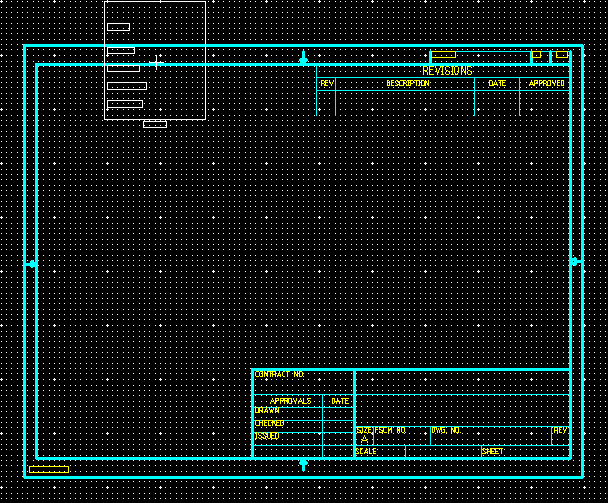 REVISIONS
REV DESCRIPTION DATE APPROVED
CONTRACT NO.
APPROVALS DATE
DRAWN
CHECKED
ISSUED
SIZE FSCM NO. DWG. NO. REV
A
SCALE SHEET